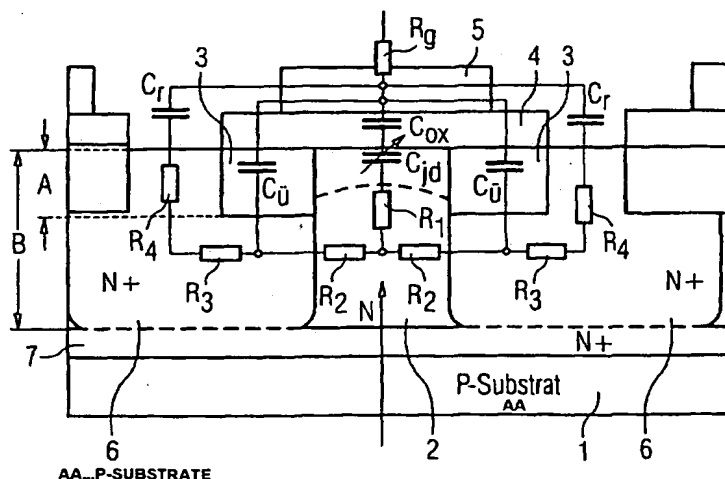 Rg 5
3 4 3
Cr Cr
Cox
A Cjd
Cü Cü
B R1
R4 R4
R3 R2 R2 R3
N+ N N+
7 N+
P-Substrat
AA
6 2 1 6
AA...P-SUBSTRATE